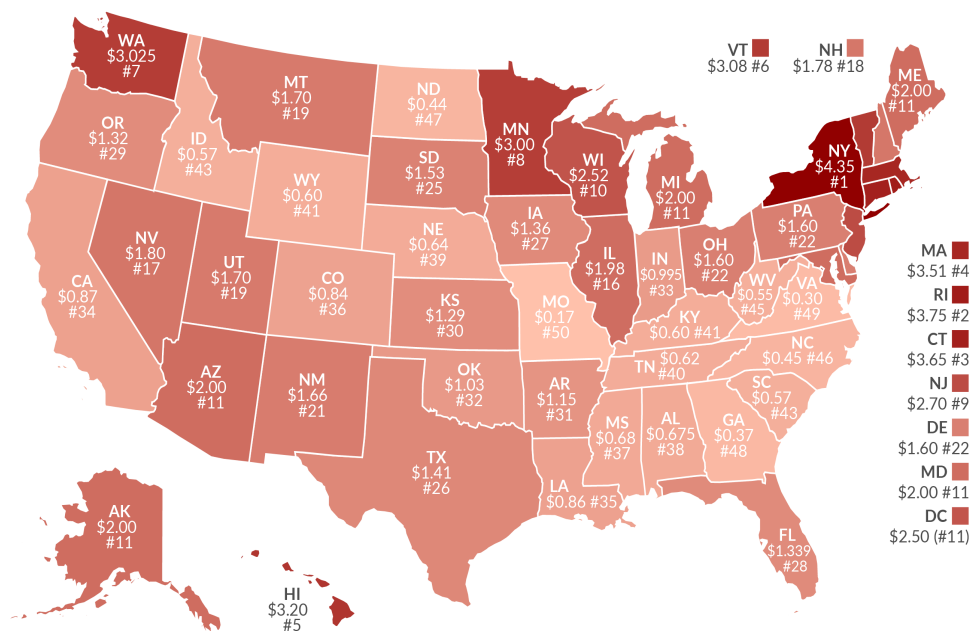 WA
$3.025
#7
VT
$3.08 #6
NH
$1.78 #18
MT
$1.70
#19
ND
$0.44
#47
ME
$2.00
#11
OR
$1.32
#29
ID
$0.57
#43
MN
$3.00
#8
NY
$4.35
#1
SD
$1.53
#25
WI
$2.52
#10
WY
$0.60
#41
MI
$2.00
#11
IA
$1.36
#27
PA
$1.60
#22
NE
$0.64
#39
NV
$1.80
#17
UT
$1.70
#19
IL
$1.98
#16
IN
$0.995
#33
OH
$1.60
#22
MA
$3.51 #4
CA
$0.87
#34
CO
$0.84
#36
WV
$0.55
#45
VA
$0.30
#49
RI
$3.75 #2
KS
$1.29
#30
MO
$0.17
#50
KY
$0.60 #41
CT
$3.65 #3
NC
$0.45 #46
TN $0.62
#40
AZ
$2.00
#11
NM
$1.66
#21
OK
$1.03
#32
AR
$1.15
#31
SC
$0.57
#43
NJ
$2.70 #9
MS
$0.68
#37
AL
$0.675
#38
GA
$0.37
#48
DE
$1.60 #22
TX
$1.41
#26
LA
$0.86 #35
MD
$2.00 #11
AK
$2.00
#11
DC
$2.50 (#11)
FL
$1.339
#28
HI
$3.20
#5